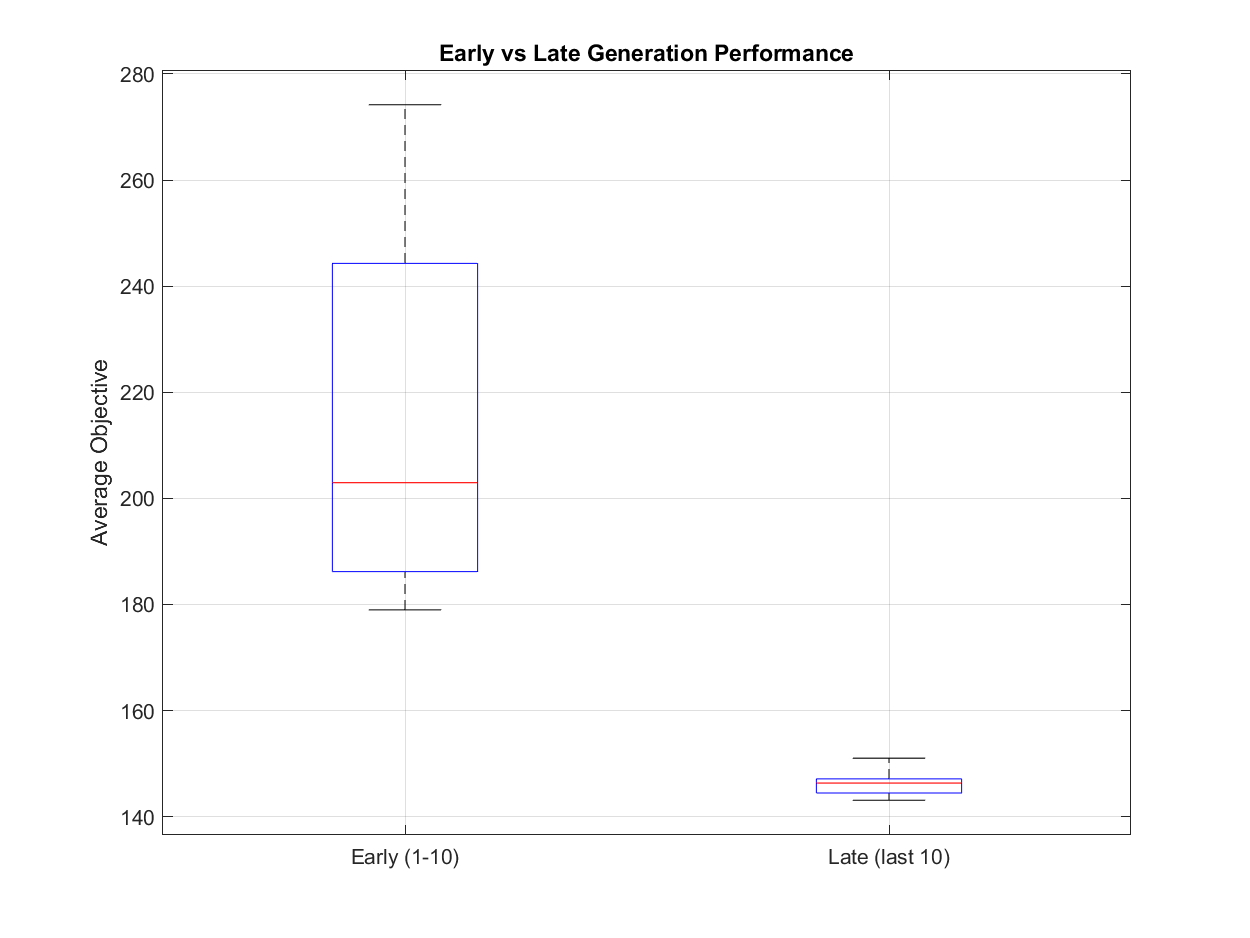 Early vs Late Generation Performance
280
260
240
220
200
180
160
140
Average Objective
Early (1-10)
Late (last 10)